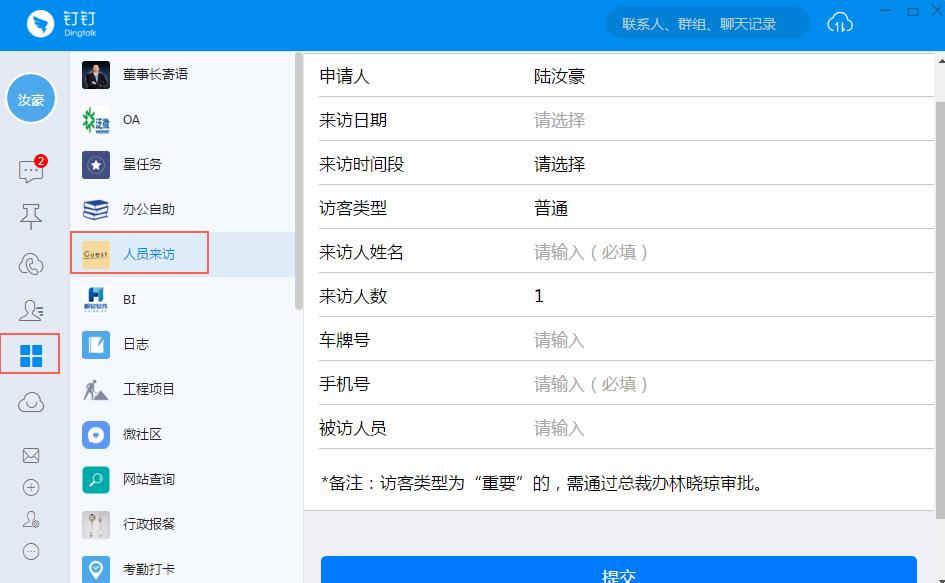 钉钉
Dingtalk
联系人、群组、聊天记录
汝豪
2
董事长寄语
OA
星任务
办公自助
Guest
人员来访
BI
日志
工程项目
微社区
网站查询
行政报餐
考勤打卡
申请人 陆汝豪
来访日期 请选择
来访时间段 请选择
访客类型 普通
来访人姓名 请输入（必填）
来访人数 1
车牌号 请输入
手机号 请输入（必填）
被访人员 请输入
*备注：访客类型为“重要”的，需通过总裁办林晓琼审批。
提交